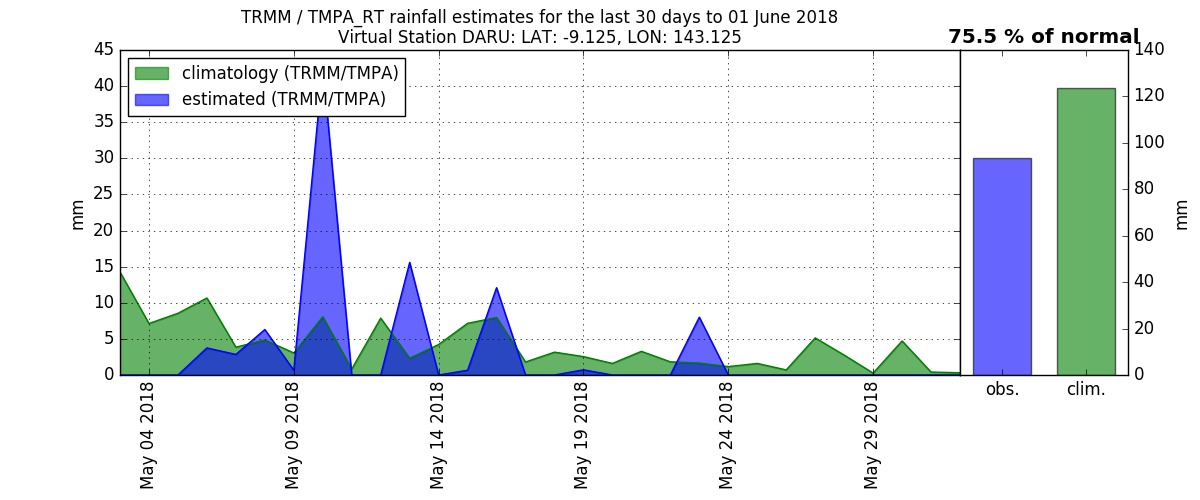 TRMM / TMPA_RT rainfall estimates for the last 30 days to 01 June 2018
Virtual Station DARU: LAT: -9.125, LON: 143.125
75.5 % of normal
climatology (TRMM/TMPA)
estimated (TRMM/TMPA)
45
40
35
30
25
20
15
10
5
0
mm
May 04 2018
May 09 2018
May 14 2018
May 19 2018
May 24 2018
May 29 2018
obs.
clim.
140
120
100
80
60
40
20
0
mm